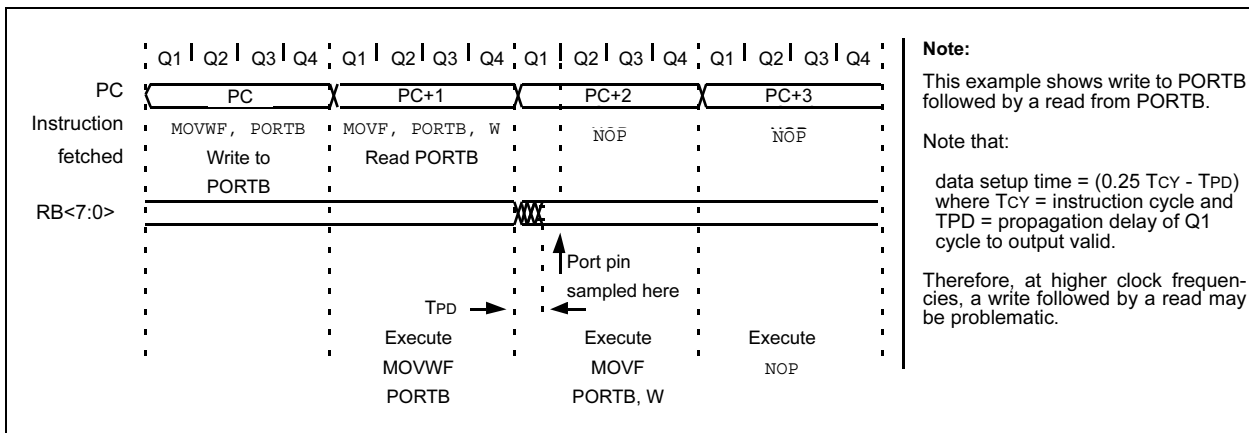 Q1 Q2 Q3 Q4 Q1 Q2 Q3 Q4 Q1 Q2 Q3 Q4 Q1 Q2 Q3 Q4
PC PC PC+1 PC+2 PC+3
Instruction
fetched
MOVWF, PORTB MOVF, PORTB, W NOP NOP
Write to
PORTB
Read PORTB
RB<7:0>
Port pin
sampled here
TPD
Execute
MOVWF
PORTB
Execute
MOVF
PORTB, W
Execute
NOP
Note:
This example shows write to PORTB
followed by a read from PORTB.
Note that:
data setup time = (0.25 TCY - TPD)
where TCY = instruction cycle and
TPD = propagation delay of Q1
cycle to output valid.
Therefore, at higher clock frequen-
cies, a write followed by a read may
be problematic.